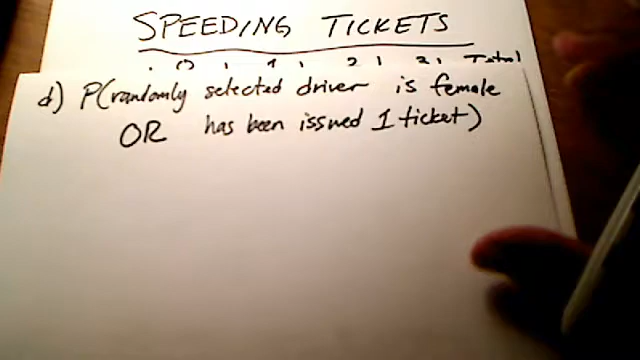 SPEEDING TICKETS
Total
d) P(randomly selected driver is female
OR has been issued 1 ticket)